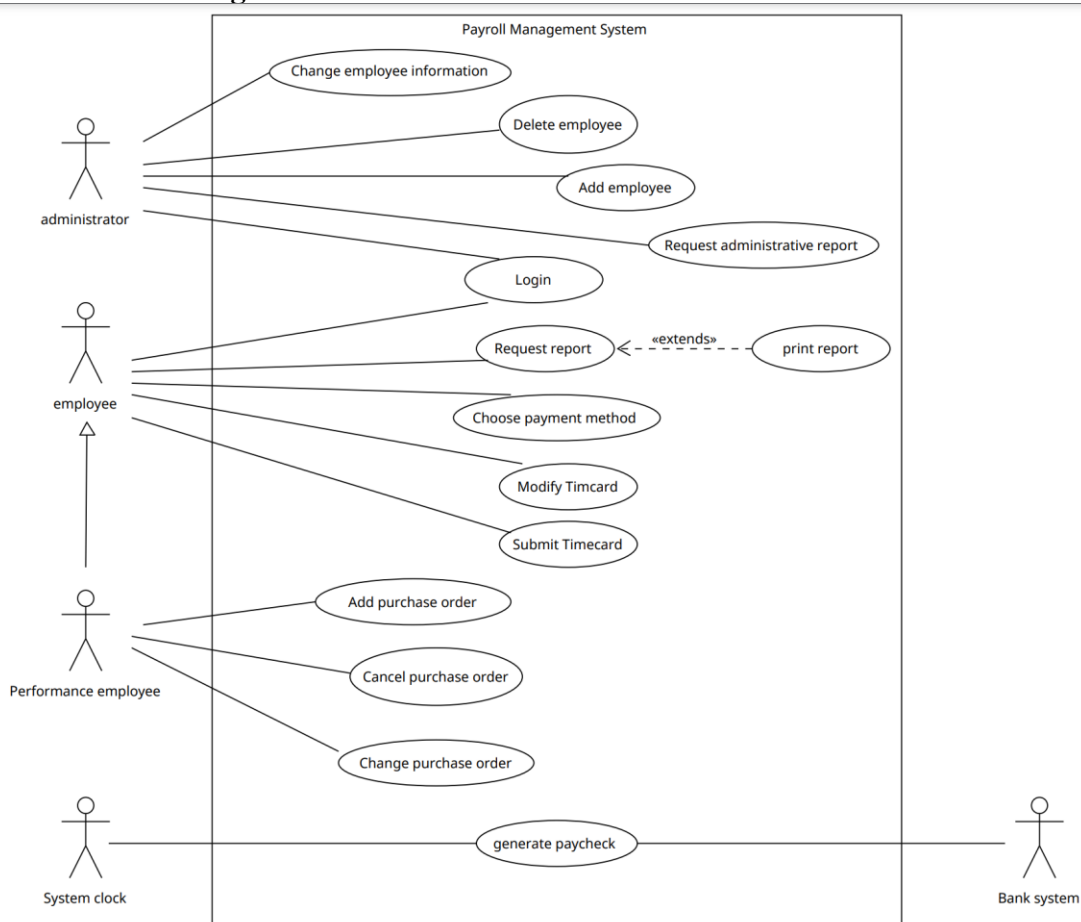 Payroll Management System
Change employee information
Delete employee
Add employee
administrator
Request administrative report
Login
Request report
«extends»
print report
employee
Choose payment method
Modify Timcard
Submit Timecard
Add purchase order
Cancel purchase order
Performance employee
Change purchase order
generate paycheck
System clock
Bank system